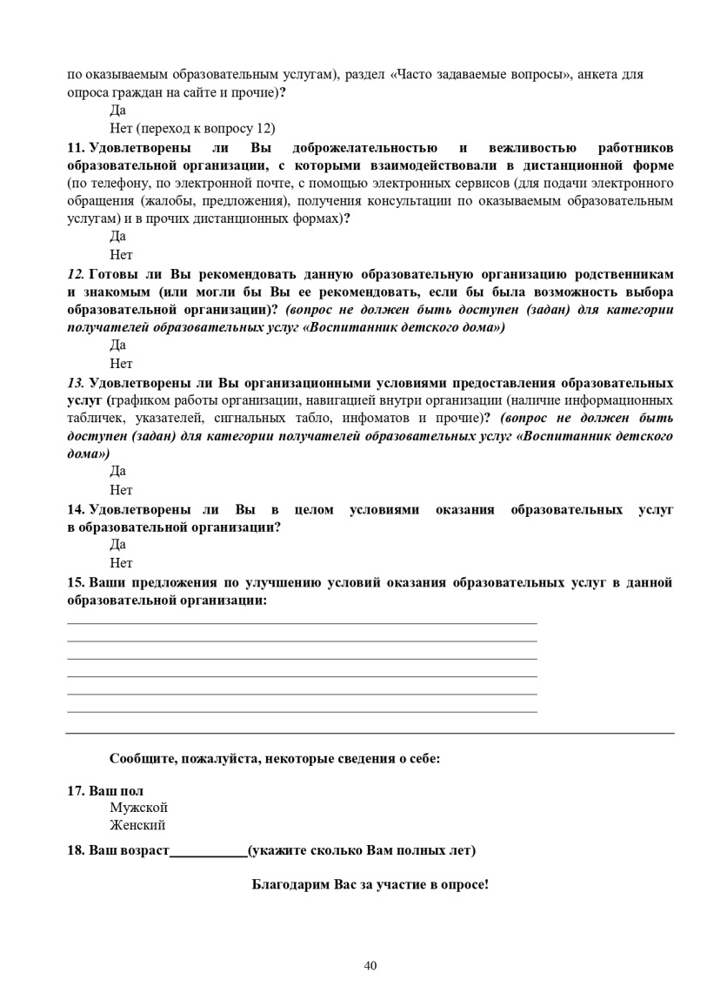 по оказываемым образовательным услугам), раздел «Часто задаваемые вопросы», анкета для
опроса граждан на сайте и прочие)?
Да
Нет (переход к вопросу 12)
11. Удовлетворены ли Вы доброжелательностью и вежливостью работников
образовательной организации, с которыми взаимодействовали в дистанционной форме
(по телефону, по электронной почте, с помощью электронных сервисов (для подачи электронного
обращения (жалобы, предложения), получения консультации по оказываемым образовательным
услугам) и в прочих дистанционных формах)?
Да
Нет
12. Готовы ли Вы рекомендовать данную образовательную организацию родственникам
и знакомым (или могли бы Вы ее рекомендовать, если бы была возможность выбора
образовательной организации)? (вопрос не должен быть доступен (задан) для категории
получателей образовательных услуг «Воспитанник детского дома»)
Да
Нет
13. Удовлетворены ли Вы организационными условиями предоставления образовательных
услуг (графиком работы организации, навигацией внутри организации (наличие информационных
табличек, указателей, сигнальных табло, инфоматов и прочие)? (вопрос не должен быть
доступен (задан) для категории получателей образовательных услуг «Воспитанник детского
дома»)
Да
Нет
14. Удовлетворены ли Вы в целом условиями оказания образовательных услуг
в образовательной организации?
Да
Нет
15. Ваши предложения по улучшению условий оказания образовательных услуг в данной
образовательной организации:
Сообщите, пожалуйста, некоторые сведения о себе:
17. Ваш пол
Мужской
Женский
18. Ваш возраст___________(укажите сколько Вам полных лет)
Благодарим Вас за участие в опросе!
40